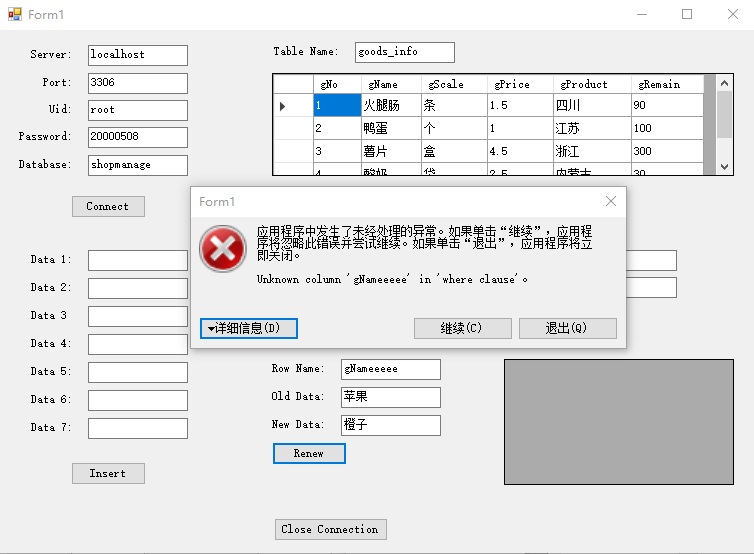 Form1
Server: localhost
Port: 3306
Uid: root
Password: 20000508
Database: shopmanage
Connect
Table Name: goods_info
gNo gName gScale gPrice gProduct gRemain
1 火腿肠 条 1.5 四川 90
2 鸭蛋 个 1 江苏 100
3 薯片 盒 4.5 浙江 300
4 酸奶 袋 2.5 内蒙古 30
Form1
应用程序中发生了未经处理的异常。如果单击“继续”，应用程
序将忽略此错误并尝试继续。如果单击“退出”，应用程序将立
即关闭。
Unknown column 'gNameeeee' in 'where clause'。
详细信息(D) 继续(C) 退出(Q)
Data 1:
Data 2:
Data 3
Data 4:
Data 5:
Data 6:
Data 7:
Insert
Row Name: gNameeeee
Old Data: 苹果
New Data: 橙子
Renew
Close Connection